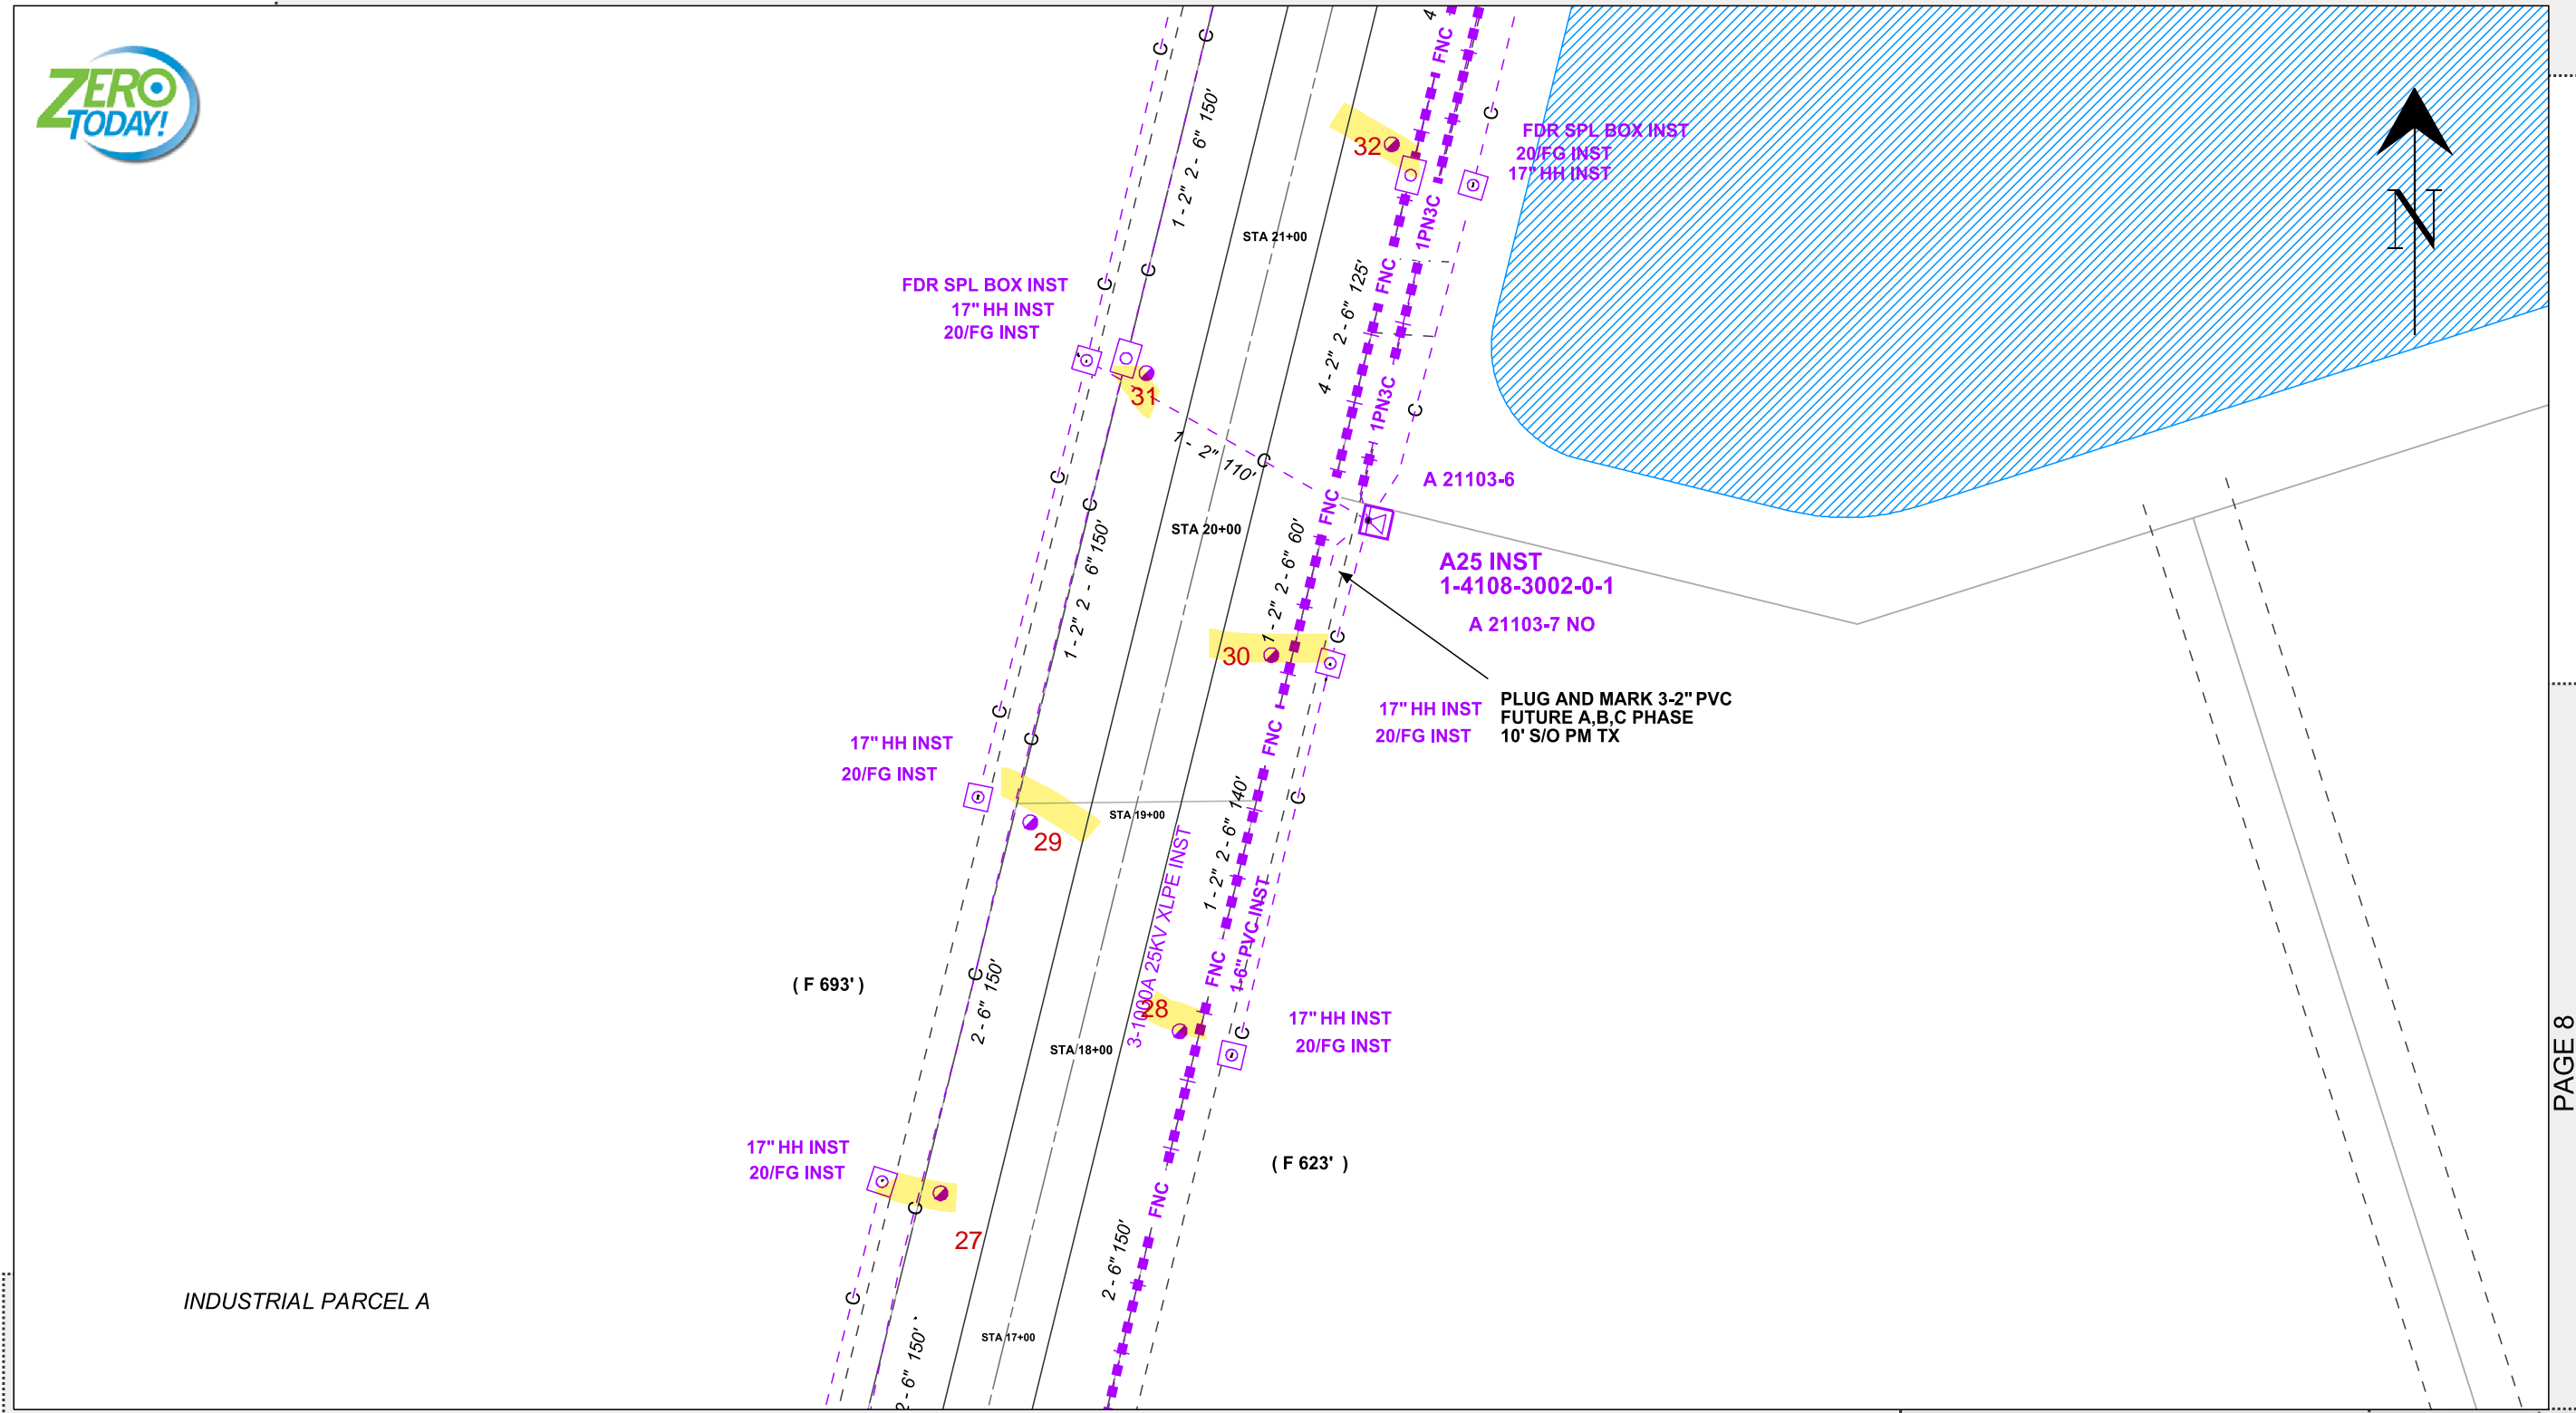 ZERO
TODAY!
C
C
1 - 2" 2 - 6" 150'
4
FNC
C
32
FDR SPL BOX INST
20/FG INST
17" HH INST
N
STA 21+00
1PN3C
FNC
4 - 2" 2 - 6" 125'
C
C
FDR SPL BOX INST
17" HH INST
20/FG INST
31
1PN3C
C
1 - 2" 110'
C
C
C
A 21103-6
FNC
STA 20+00
1 - 2" 2 - 6" 150'
1 - 2" 2 - 6" 60'
A25 INST
1-4108-3002-0-1
A 21103-7 NO
C
30
PLUG AND MARK 3-2" PVC
FUTURE A,B,C PHASE
10' S/O PM TX
17" HH INST
20/FG INST
C
C
FNC
17" HH INST
20/FG INST
C
1 - 2" 2 - 6" 140'
STA 19+00
29
3-1000A 25KV XLPE INST
1-6" PVC INST
FNC
C
2 - 6" 150'
( F 693' )
28
C
17" HH INST
20/FG INST
STA 18+00
PAGE 8
17" HH INST
20/FG INST
( F 623' )
C
FNC
27
2 - 6" 150'
C
INDUSTRIAL PARCEL A
STA 17+00
2 - 6" 150'